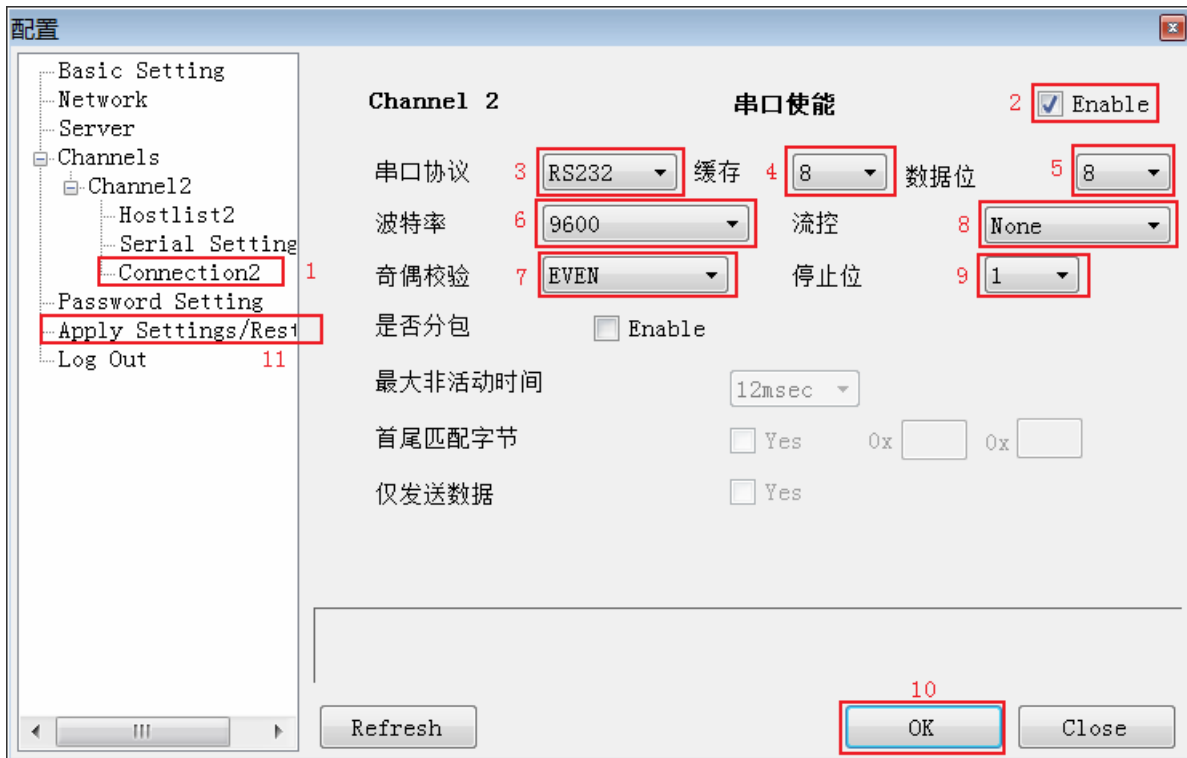 配置
Basic Setting
Network
Server
Channels
Channel2
Hostlist2
Serial Setting
Connection2
1
Password Setting
Apply Settings/Rest
Log Out
11
Channel 2 串口使能 2 Enable
串口协议 3 RS232 缓存 4 8 数据位 5 8
波特率 6 9600 流控 8 None
奇偶校验 7 EVEN 停止位 9 1
是否分包 Enable
最大非活动时间 12msec
首尾匹配字节 Yes 0x 0x
仅发送数据 Yes
10
Refresh OK Close